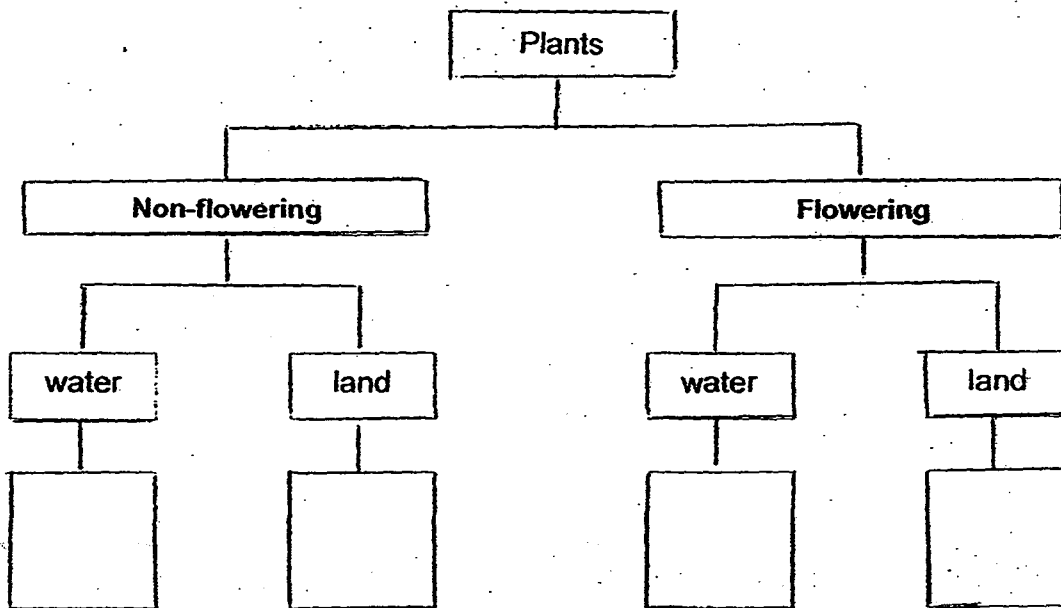 Plants
Non-flowering
Flowering
water
land
water
land